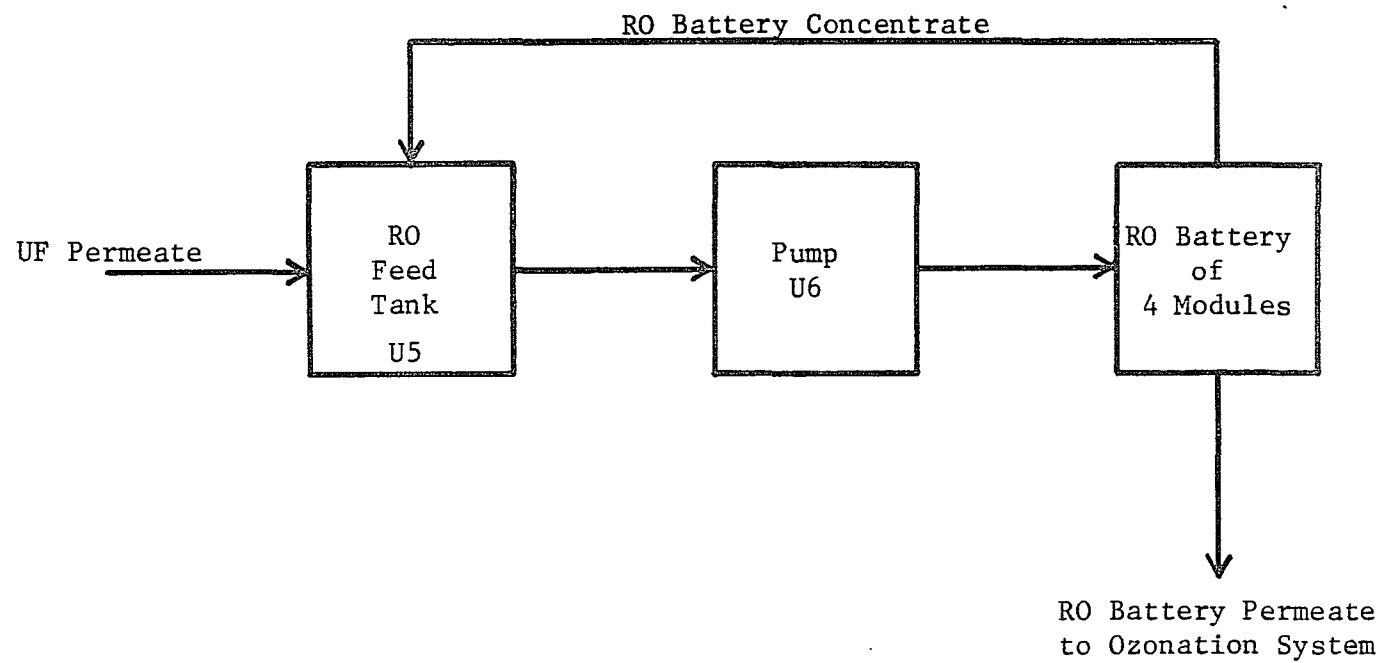 RO Battery Concentrate
UF Permeate
RO
Feed
Tank
U5
Pump
U6
RO Battery
of
4 Modules
RO Battery Permeate
to Ozonation System